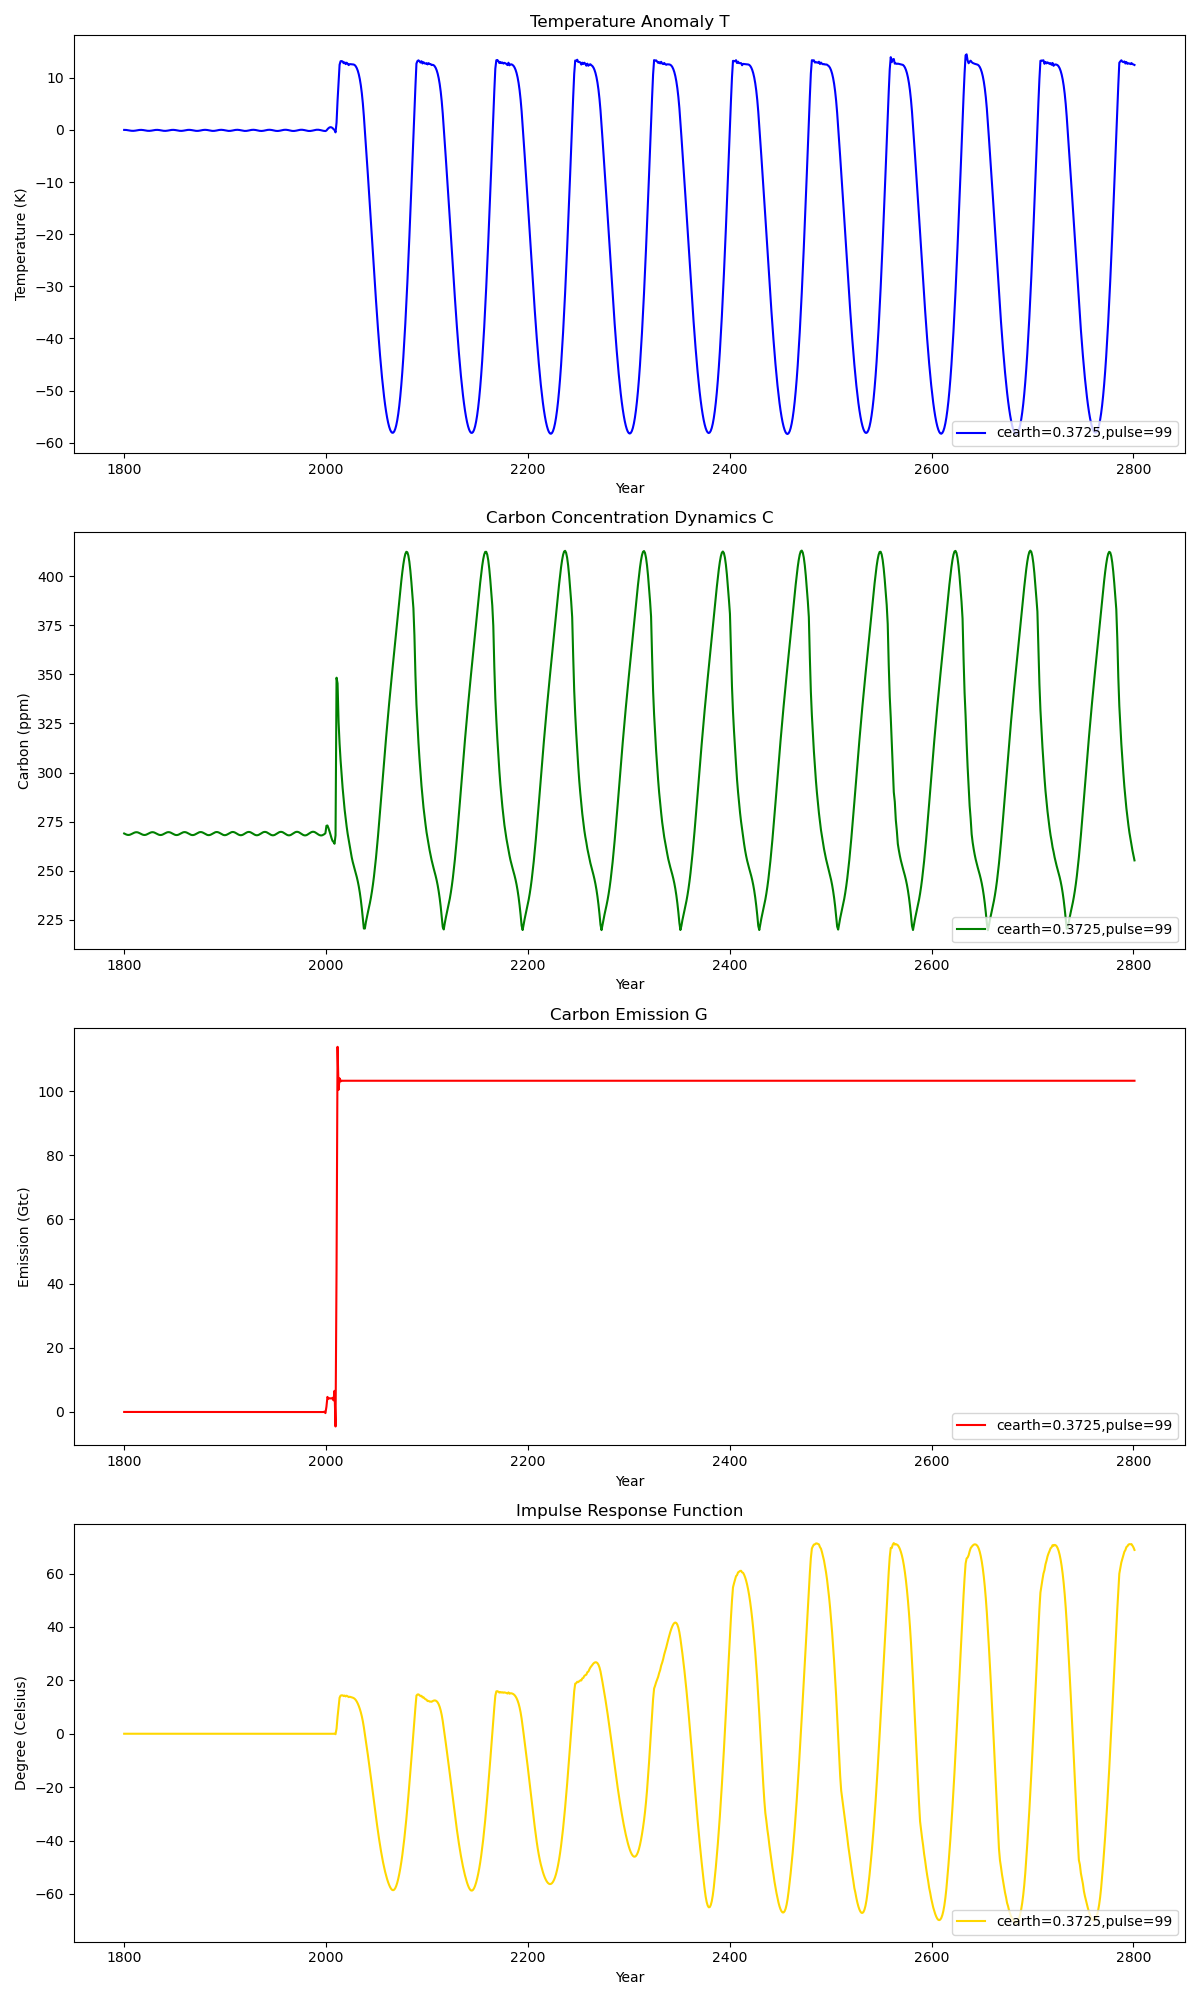 Temperature Anomaly T
10
0
−10
−20
−30
−40
−50
−60
Temperature (K)
cearth=0.3725,pulse=99
1800 2000 2200 2400 2600 2800
Year
Carbon Concentration Dynamics C
400
375
350
325
300
275
250
225
Carbon (ppm)
cearth=0.3725,pulse=99
1800 2000 2200 2400 2600 2800
Year
Carbon Emission G
100
80
60
40
20
0
Emission (Gtc)
cearth=0.3725,pulse=99
1800 2000 2200 2400 2600 2800
Year
Impulse Response Function
60
40
20
0
−20
−40
−60
Degree (Celsius)
cearth=0.3725,pulse=99
1800 2000 2200 2400 2600 2800
Year